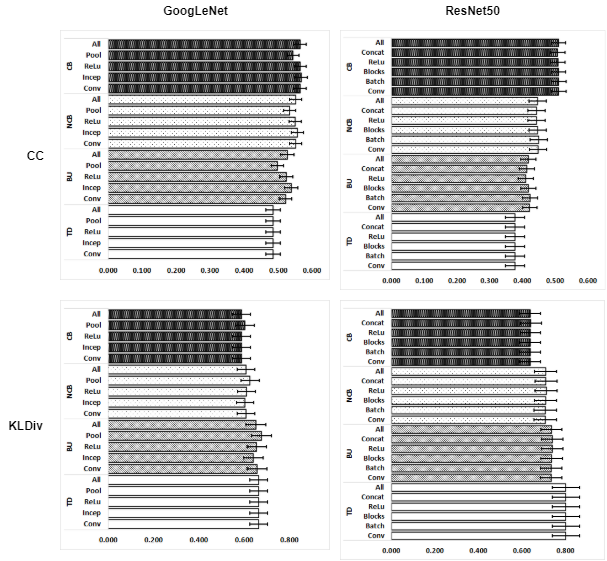 GoogLeNet
ResNet50
CC
CB
All
Pool
ReLu
Incep
Conv
NCB
All
Pool
ReLu
Incep
Conv
BU
All
Pool
ReLu
Incep
Conv
TD
All
Pool
ReLu
Incep
Conv
0.000 0.100 0.200 0.300 0.400 0.500 0.600
CB
All
Concat
ReLu
Blocks
Batch
Conv
NCB
All
Concat
ReLu
Blocks
Batch
Conv
BU
All
Concat
ReLu
Blocks
Batch
Conv
TD
All
Concat
ReLu
Blocks
Batch
Conv
0.000 0.100 0.200 0.300 0.400 0.500 0.600
KLDiv
CB
All
Pool
ReLu
Incep
Conv
NCB
All
Pool
ReLu
Incep
Conv
BU
All
Pool
ReLu
Incep
Conv
TD
All
Pool
ReLu
Incep
Conv
0.000 0.200 0.400 0.600 0.800
CB
All
Concat
ReLu
Blocks
Batch
Conv
NCB
All
Concat
ReLu
Blocks
Batch
Conv
BU
All
Concat
ReLu
Blocks
Batch
Conv
TD
All
Concat
ReLu
Blocks
Batch
Conv
0.000 0.200 0.400 0.600 0.800